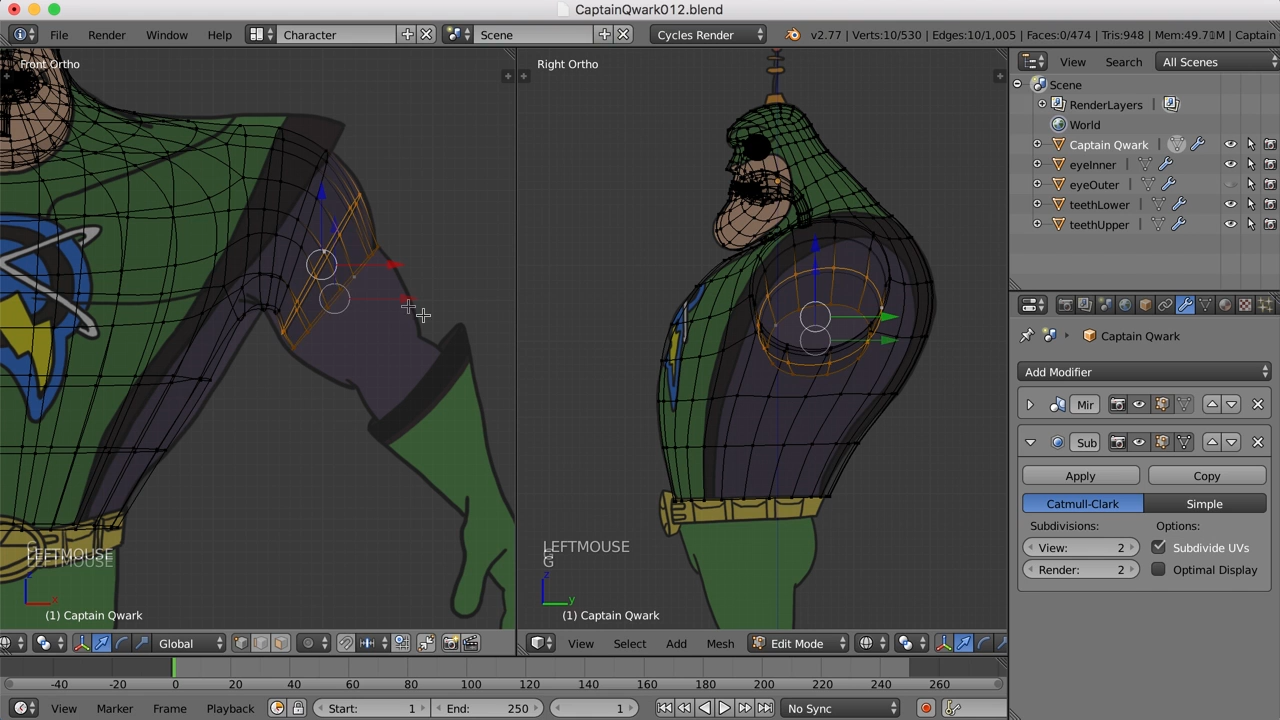 CaptainQwark012.blend
File Render Window Help Character Scene Cycles Render v2.77 | Verts:10/530 | Edges:10/1,005 | Faces:0/474 | Tris:948 | Mem:49.71M | Captain
Front Ortho
Right Ortho
View Search All Scenes
Scene
RenderLayers
World
Captain Qwark
eyeInner
eyeOuter
teethLower
teethUpper
Captain Qwark
Add Modifier
Mir
Sub
Apply Copy
Catmull-Clark Simple
Subdivisions: Options:
View: 2 Subdivide UVs
Render: 2 Optimal Display
LEFTMOUSE
LEFTMOUSE
z
x
(1) Captain Qwark
LEFTMOUSE
G
z
y
(1) Captain Qwark
Global
View Select Add Mesh Edit Mode
-40 -20 0 20 40 60 80 100 120 140 160 180 200 220 240 260
View Marker Frame Playback Start: 1 End: 250 1 No Sync